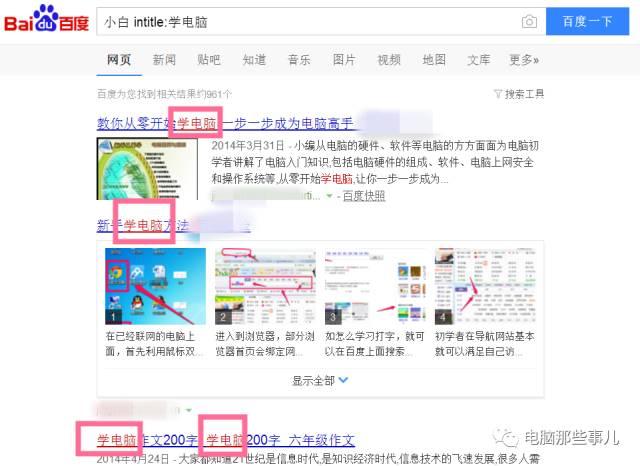 Bai du 百度
小白 intitle:学电脑
百度一下
网页 新闻 贴吧 知道 音乐 图片 视频 地图 文库 更多»
百度为您找到相关结果约961个
搜索工具
教你从零开始学电脑,一步一步成为电脑高手
2014年3月31日 - 小编从电脑的硬件、软件等电脑的方方面面为电脑初
学者讲解了电脑入门知识,包括电脑硬件的组成、软件、电脑上网安全
和操作系统等,从零开始学电脑,让你一步一步成为...
rti... - 百度快照
新手学电脑方法
1
2
3
4
在已经联网的电脑上
面，首先利用鼠标双...
进入到浏览器，部分浏
览器首页会绑定网...
如怎么学习打字，就可
以在百度上面搜索...
初学者在导航网站基本
就可以满足自己访...
显示全部
学电脑作文200字_学电脑200字_六年级作文
2014年4月24日 - 大家都知道21世纪是信息时代,是知识经济时代,信息技术的飞速发展,很多人需
电脑那些事儿